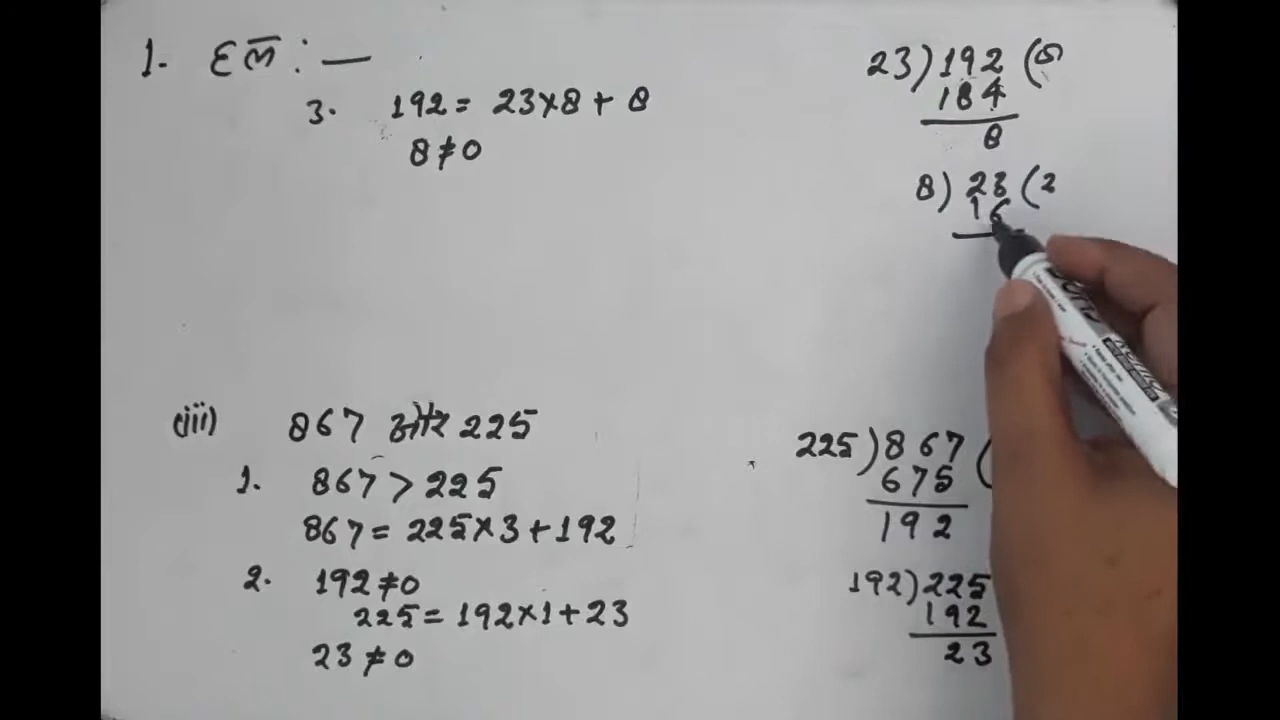 1. हल :—
3. 192 = 23×8 + 8
8 ≠ 0
23 ) 192 ( 8
184
8
8 ) 23 ( 2
16
(iii) 867 और 225
1. 867 > 225
867 = 225×3 + 192
2. 192 ≠ 0
225 = 192×1 + 23
23 ≠ 0
225 ) 867 (
675
192
192 ) 225
192
23